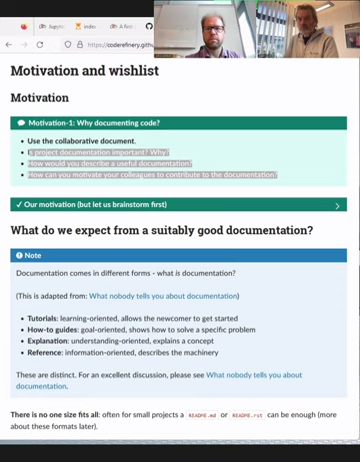 Jupyte
index
A flexi
https://coderefinery.github
Motivation and wishlist
Motivation
Motivation-1: Why documenting code?
Use the collaborative document.
Is project documentation important? Why?
How would you describe a useful documentation?
How can you motivate your colleagues to contribute to the documentation?
Our motivation (but let us brainstorm first)
What do we expect from a suitably good documentation?
Note
Documentation comes in different forms - what is documentation?
(This is adapted from: What nobody tells you about documentation)
Tutorials: learning-oriented, allows the newcomer to get started
How-to guides: goal-oriented, shows how to solve a specific problem
Explanation: understanding-oriented, explains a concept
Reference: information-oriented, describes the machinery
These are distinct. For an excellent discussion, please see What nobody tells you about
documentation.
There is no one size fits all: often for small projects a README.md or README.rst can be enough (more
about these formats later).